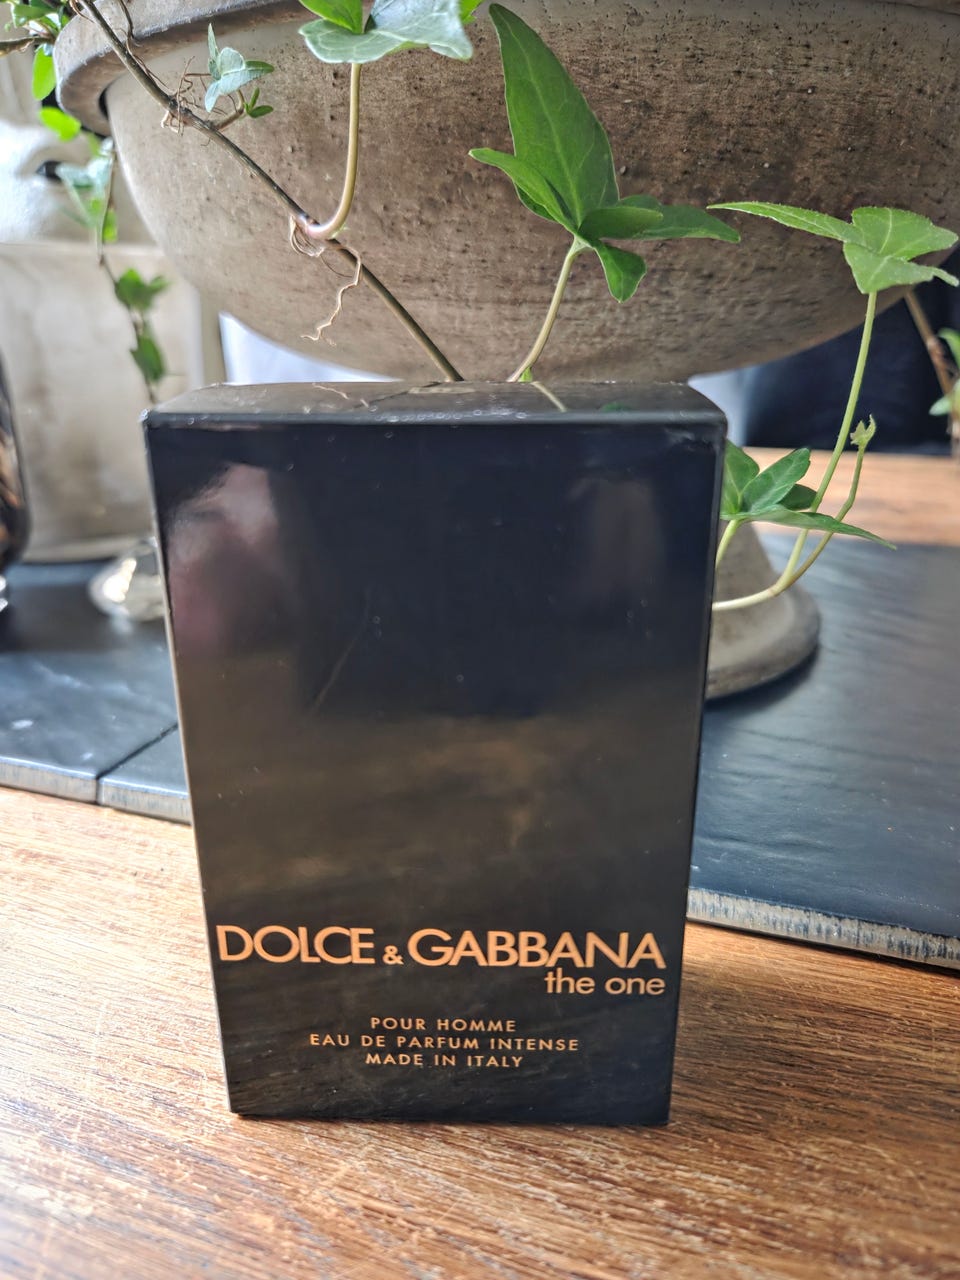 DOLCE & GABBANA
the one
POUR HOMME
EAU DE PARFUM INTENSE
MADE IN ITALY